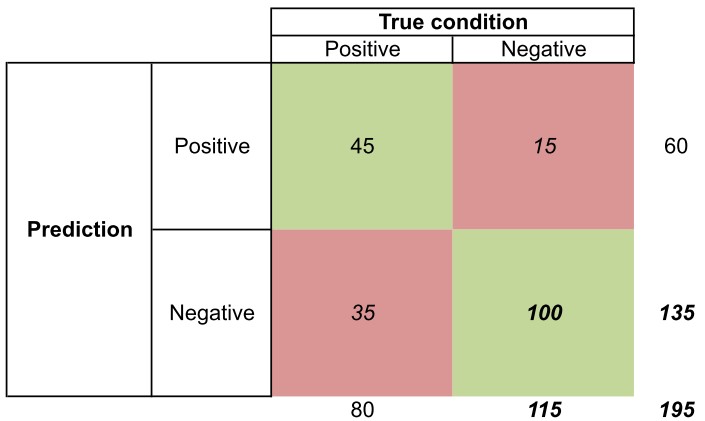 True condition
Positive Negative
Positive 45 15 60
Prediction
Negative 35 100 135
80 115 195